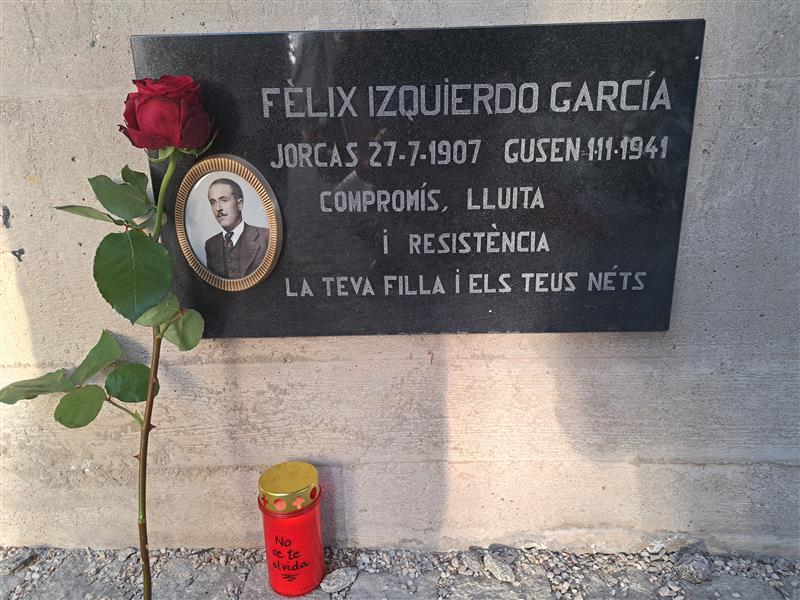 FÈLIX IZQUIERDO GARCÍA
JORCAS 27-7-1907 GUSEN 1-11-1941
COMPROMÍS, LLUITA
I RESISTÈNCIA
LA TEVA FILLA I ELS TEUS NÉTS
No
se te
olvida